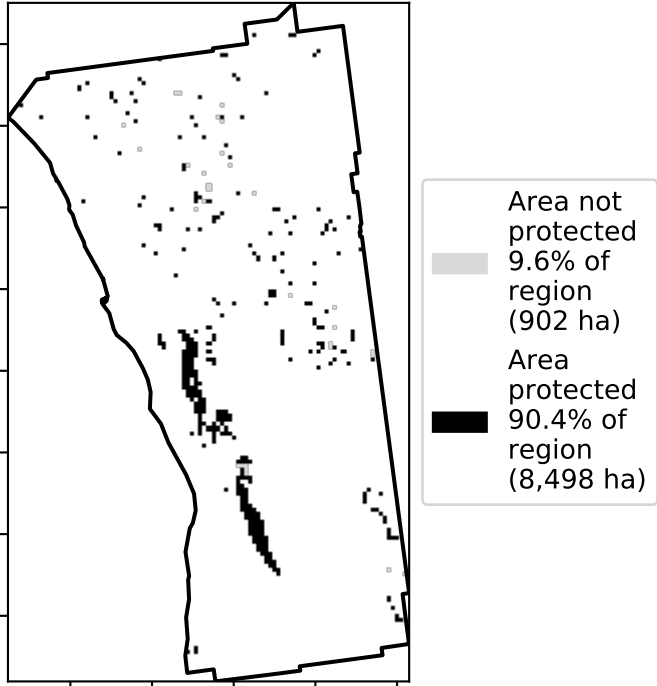 Area not
protected
9.6% of
region
(902 ha)
Area
protected
90.4% of
region
(8,498 ha)